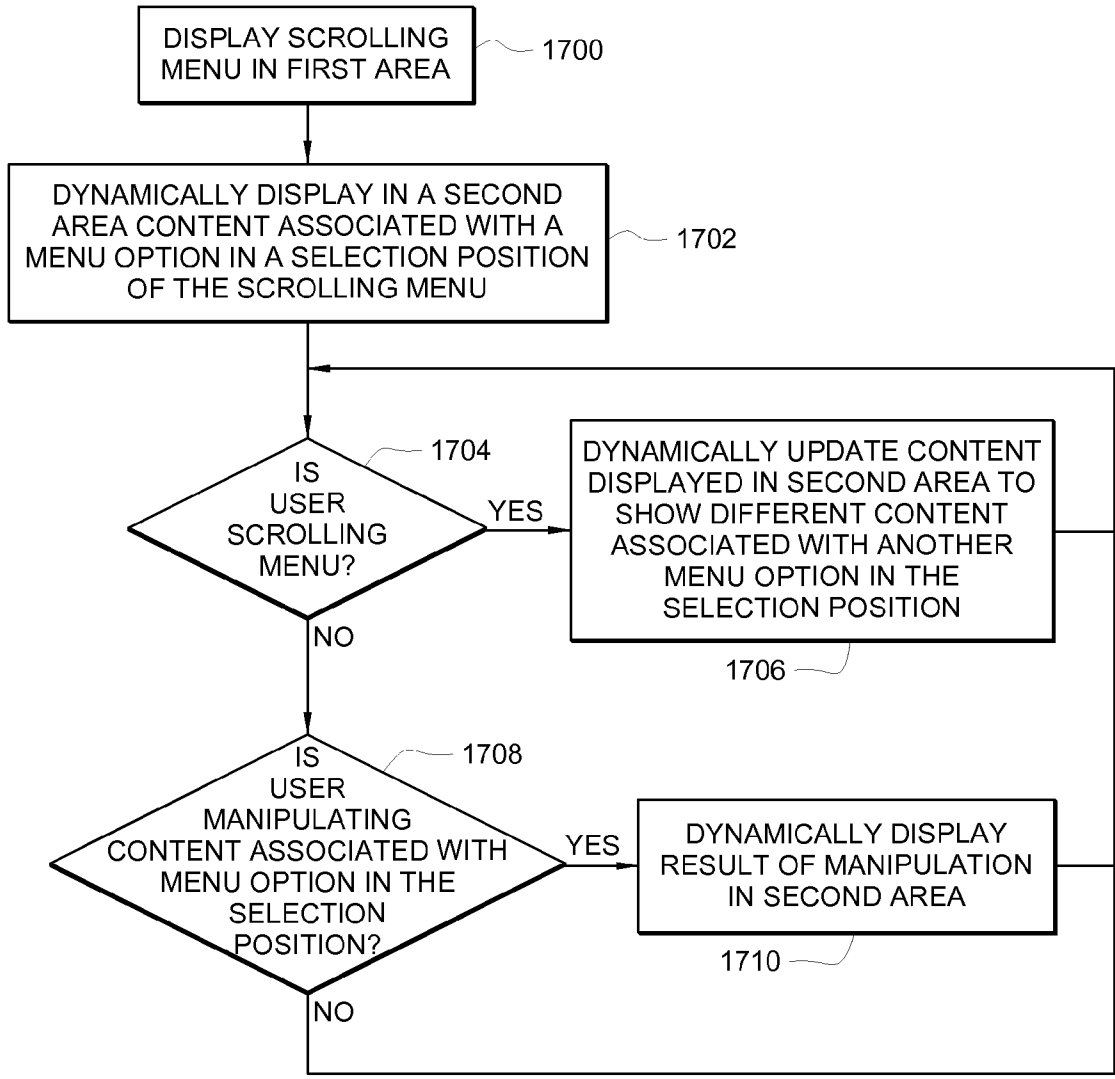 DISPLAY SCROLLING
MENU IN FIRST AREA
1700
DYNAMICALLY DISPLAY IN A SECOND
AREA CONTENT ASSOCIATED WITH A
MENU OPTION IN A SELECTION POSITION
OF THE SCROLLING MENU
1702
IS
USER
SCROLLING
MENU?
1704
YES
NO
DYNAMICALLY UPDATE CONTENT
DISPLAYED IN SECOND AREA TO
SHOW DIFFERENT CONTENT
ASSOCIATED WITH ANOTHER
MENU OPTION IN THE
SELECTION POSITION
1706
IS
USER
MANIPULATING
CONTENT ASSOCIATED WITH
MENU OPTION IN THE
SELECTION
POSITION?
1708
YES
NO
DYNAMICALLY DISPLAY
RESULT OF MANIPULATION
IN SECOND AREA
1710